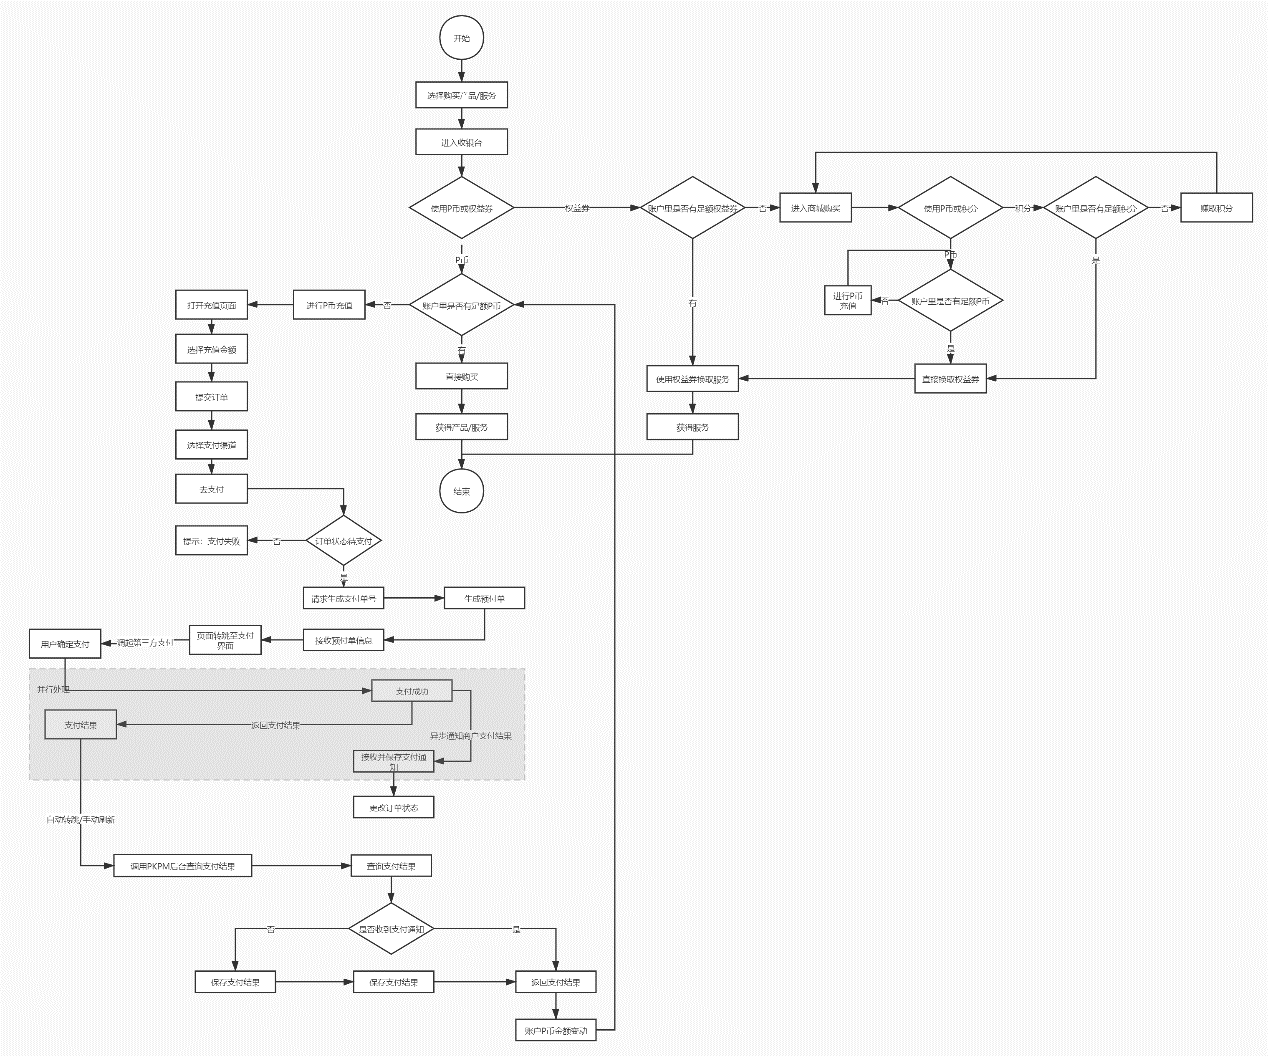 开始
选择购买产品/服务
进入收银台
使用P币或权益券
权益券
账户里是否有足额权益券
否
进入商城购买
使用P币或积分
积分
账户里是否有足额积分
否
赚取积分
P币
P币
是
打开充值页面
进行P币充值
否
账户里是否有足额P币
有
进行P币
充值
否
账户里是否有足额P币
选择充值金额
有
是
直接购买
使用权益券换取服务
直接换取权益券
提交订单
获得产品/服务
获得服务
选择支付渠道
去支付
结束
提示：支付失败
否
订单状态待支付
是
请求生成支付单号
生成预付单
用户确定支付
调起第三方支付
页面转跳至支付
界面
接收预付单信息
并行处理
支付成功
支付结果
返回支付结果
异步通知商户支付结果
接收并保存支付通
知
更改订单状态
自动转跳/手动刷新
调用PKPM后台查询支付结果
查询支付结果
否
是否收到支付通知
是
保存支付结果
保存支付结果
返回支付结果
账户P币金额变动